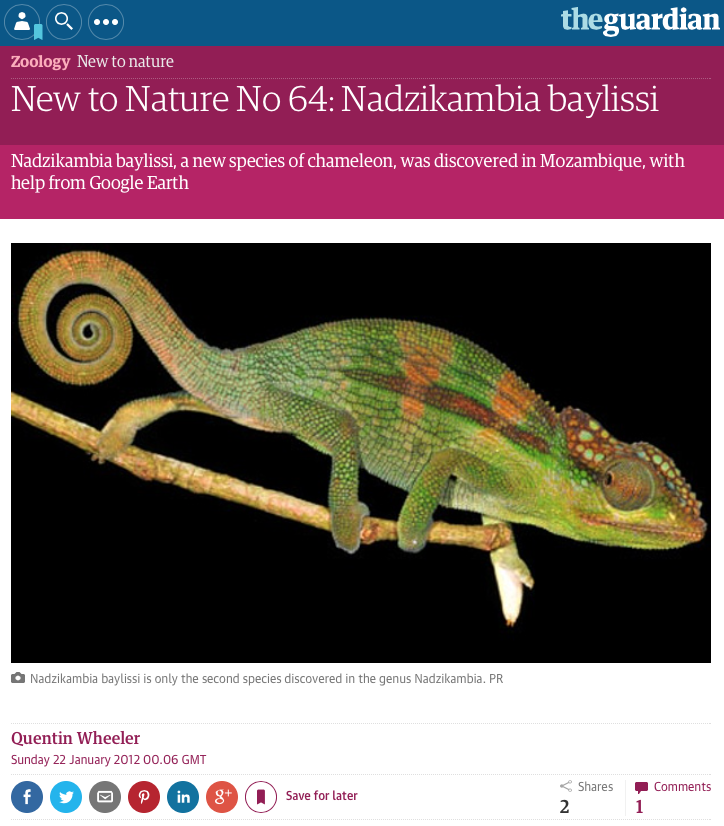 theguardian
Zoology New to nature
New to Nature No 64: Nadzikambia baylissi
Nadzikambia baylissi, a new species of chameleon, was discovered in Mozambique, with
help from Google Earth
Nadzikambia baylissi is only the second species discovered in the genus Nadzikambia. PR
Quentin Wheeler
Sunday 22 January 2012 00.06 GMT
f in g+ Save for later
Shares
2
Comments
1